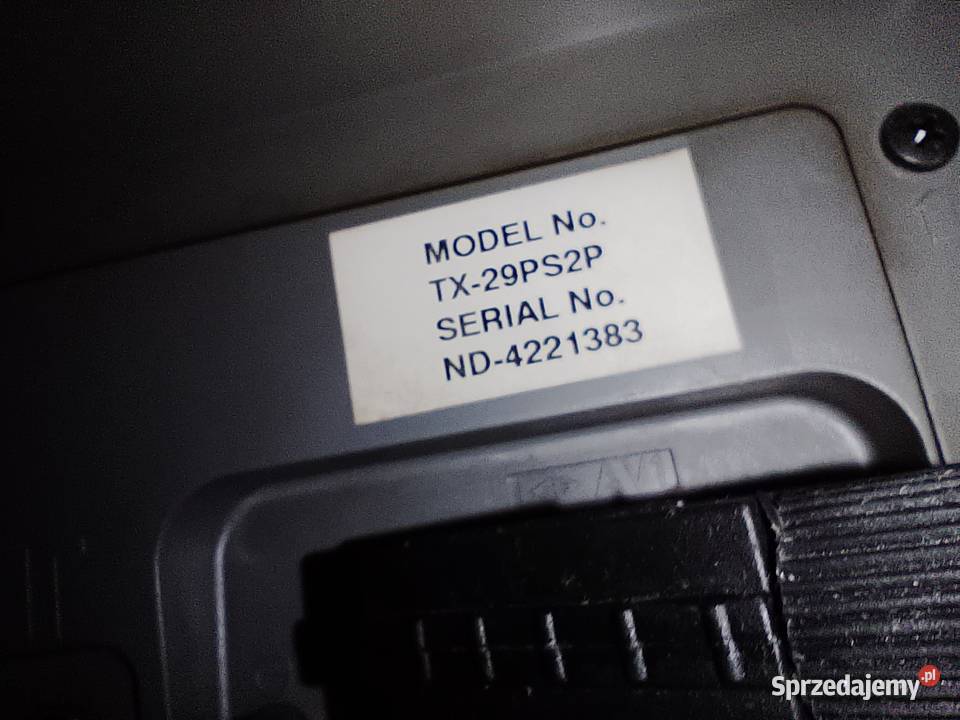 MODEL No.
TX-29PS2P
SERIAL No.
ND-4221383
AV1
Sprzedajemy.pl